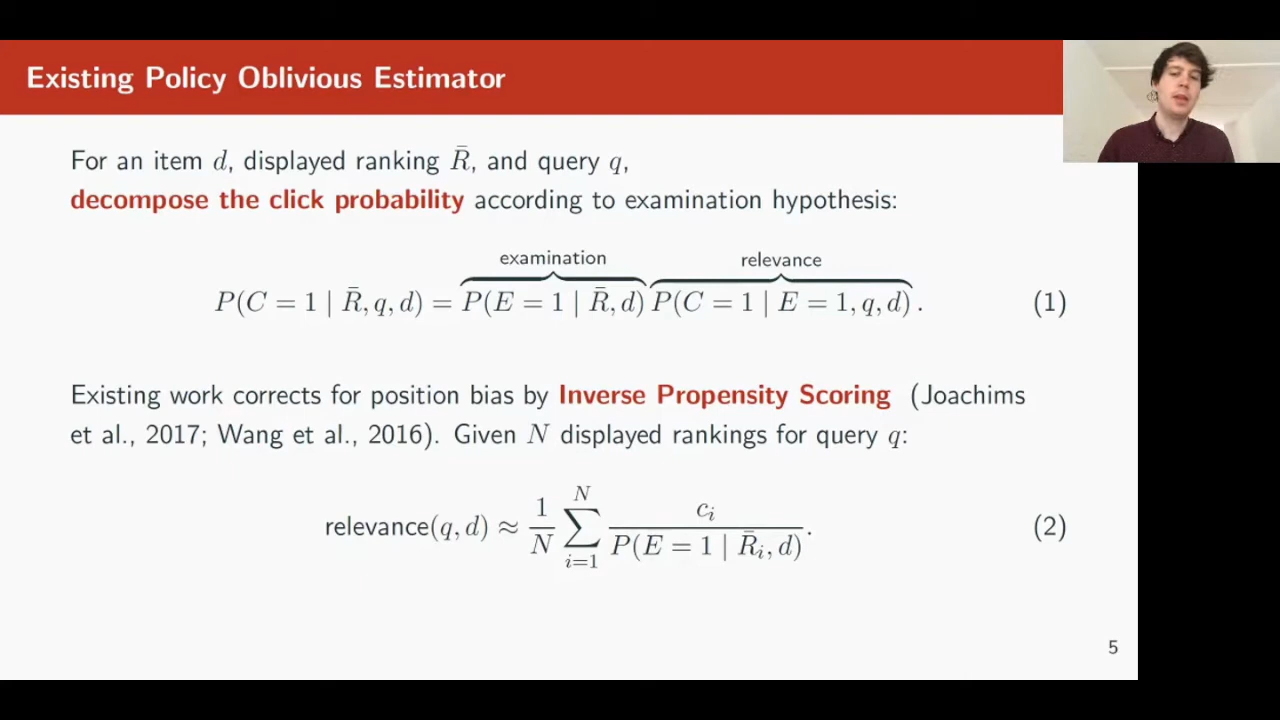 Existing Policy Oblivious Estimator
For an item d, displayed ranking R̄, and query q,
decompose the click probability according to examination hypothesis:
examination relevance
P(C = 1 | R̄, q, d) = P(E = 1 | R̄, d) P(C = 1 | E = 1, q, d). (1)
Existing work corrects for position bias by Inverse Propensity Scoring (Joachims
et al., 2017; Wang et al., 2016). Given N displayed rankings for query q:
relevance(q, d) ≈ 1/N ∑_{i=1}^{N} c_i / P(E = 1 | R̄_i, d). (2)
5